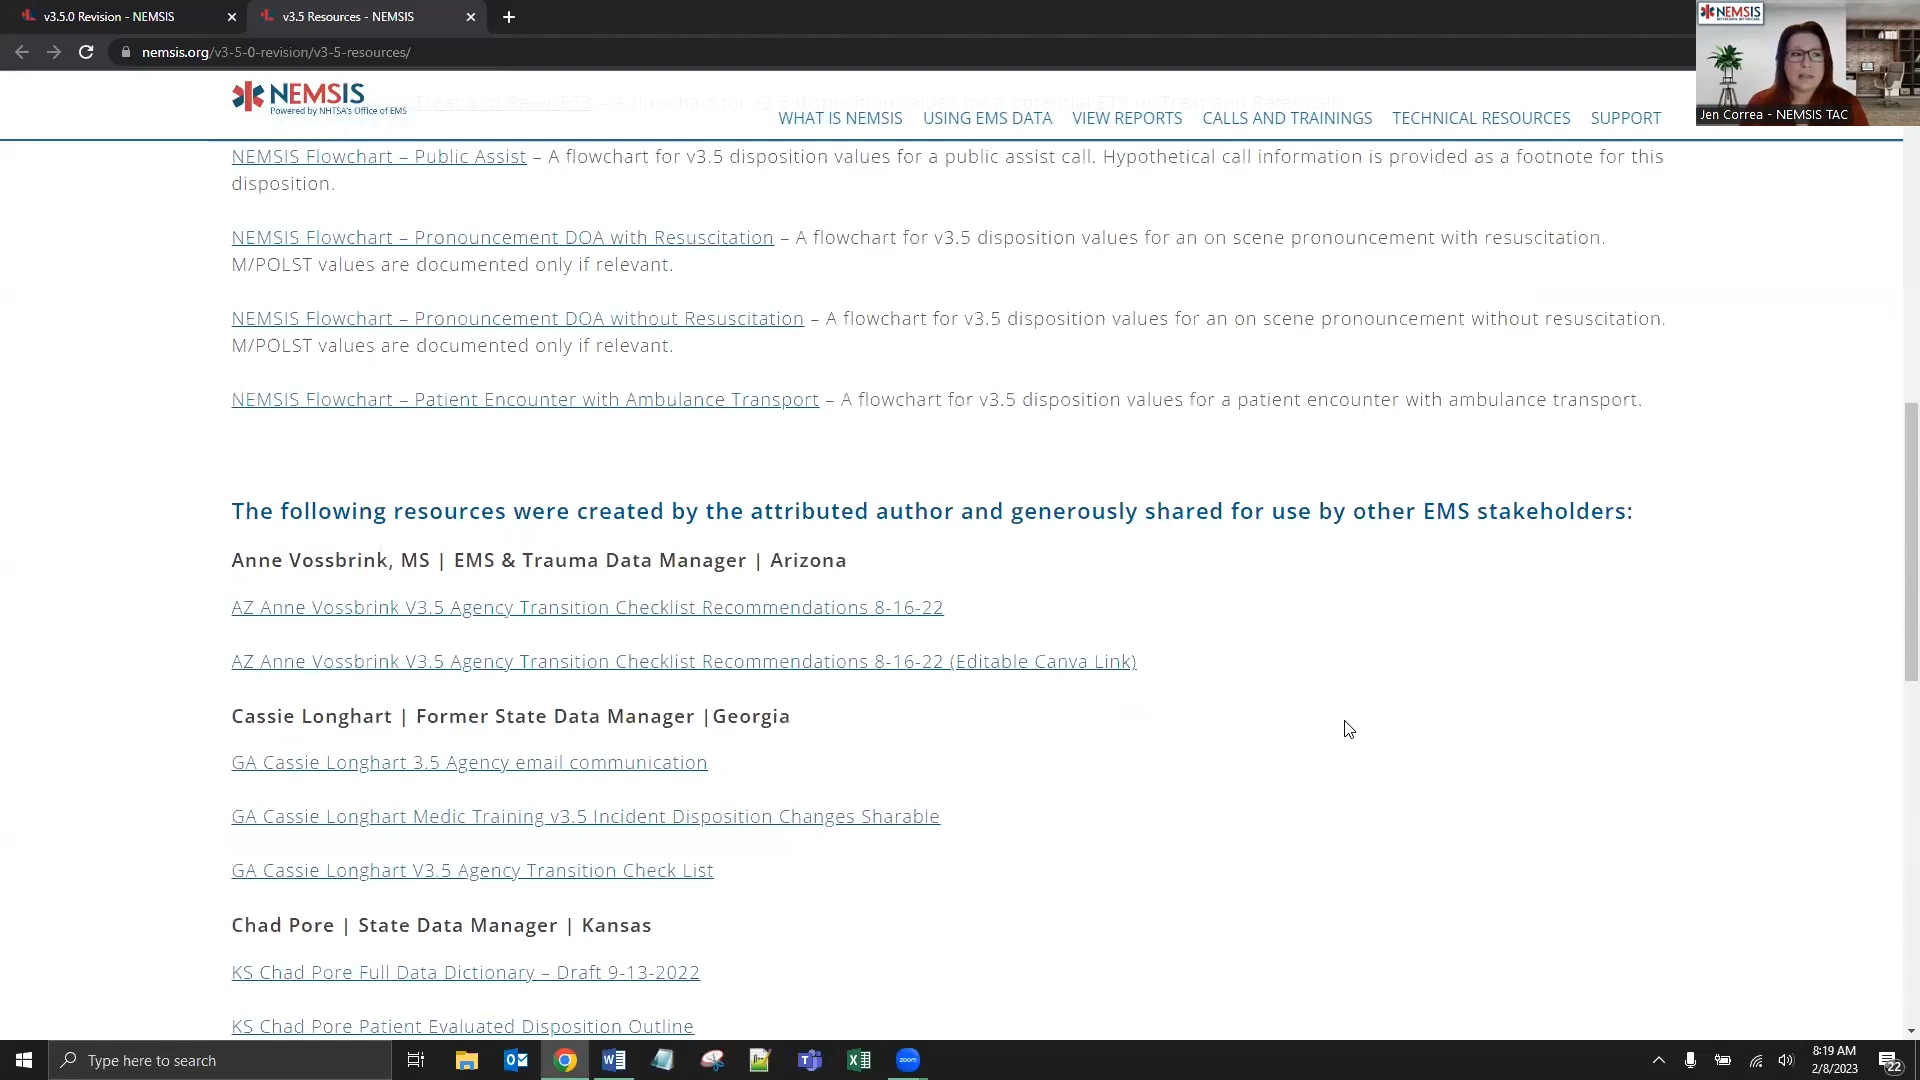 v3.5.0 Revision - NEMSIS
v3.5 Resources - NEMSIS
nemsis.org/v3-5-0-revision/v3-5-resources/
NEMSIS
Jen Correa - NEMSIS TAC
NEMSIS
Powered by NHTSA's Office of EMS
WHAT IS NEMSIS USING EMS DATA VIEW REPORTS CALLS AND TRAININGS TECHNICAL RESOURCES SUPPORT
NEMSIS Flowchart – Public Assist – A flowchart for v3.5 disposition values for a public assist call. Hypothetical call information is provided as a footnote for this
disposition.
NEMSIS Flowchart – Pronouncement DOA with Resuscitation – A flowchart for v3.5 disposition values for an on scene pronouncement with resuscitation.
M/POLST values are documented only if relevant.
NEMSIS Flowchart – Pronouncement DOA without Resuscitation – A flowchart for v3.5 disposition values for an on scene pronouncement without resuscitation.
M/POLST values are documented only if relevant.
NEMSIS Flowchart – Patient Encounter with Ambulance Transport – A flowchart for v3.5 disposition values for a patient encounter with ambulance transport.
The following resources were created by the attributed author and generously shared for use by other EMS stakeholders:
Anne Vossbrink, MS | EMS & Trauma Data Manager | Arizona
AZ Anne Vossbrink V3.5 Agency Transition Checklist Recommendations 8-16-22
AZ Anne Vossbrink V3.5 Agency Transition Checklist Recommendations 8-16-22 (Editable Canva Link)
Cassie Longhart | Former State Data Manager |Georgia
GA Cassie Longhart 3.5 Agency email communication
GA Cassie Longhart Medic Training v3.5 Incident Disposition Changes Sharable
GA Cassie Longhart V3.5 Agency Transition Check List
Chad Pore | State Data Manager | Kansas
KS Chad Pore Full Data Dictionary – Draft 9-13-2022
KS Chad Pore Patient Evaluated Disposition Outline
Type here to search
zoom
8:19 AM
2/8/2023
22